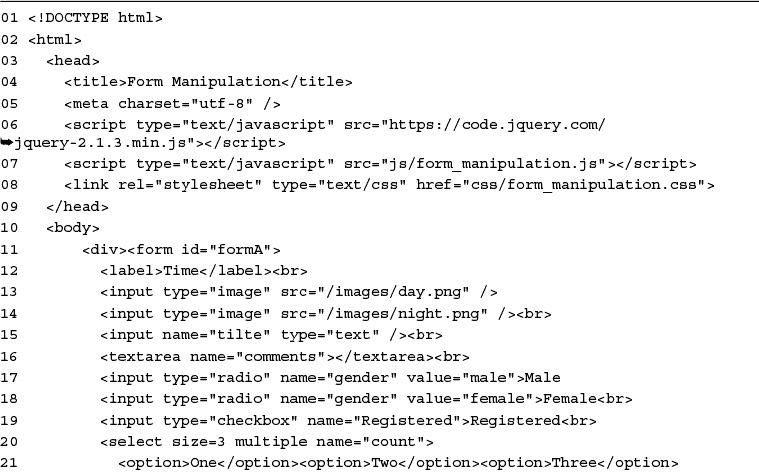 01 <!DOCTYPE html>
02 <html>
03   <head>
04     <title>Form Manipulation</title>
05     <meta charset="utf-8" />
06     <script type="text/javascript" src="https://code.jquery.com/
➥jquery-2.1.3.min.js"></script>
07     <script type="text/javascript" src="js/form_manipulation.js"></script>
08     <link rel="stylesheet" type="text/css" href="css/form_manipulation.css">
09   </head>
10   <body>
11       <div><form id="formA">
12         <label>Time</label><br>
13         <input type="image" src="/images/day.png" />
14         <input type="image" src="/images/night.png" /><br>
15         <input name="tilte" type="text" /><br>
16         <textarea name="comments"></textarea><br>
17         <input type="radio" name="gender" value="male">Male
18         <input type="radio" name="gender" value="female">Female<br>
19         <input type="checkbox" name="Registered">Registered<br>
20         <select size=3 multiple name="count">
21           <option>One</option><option>Two</option><option>Three</option>